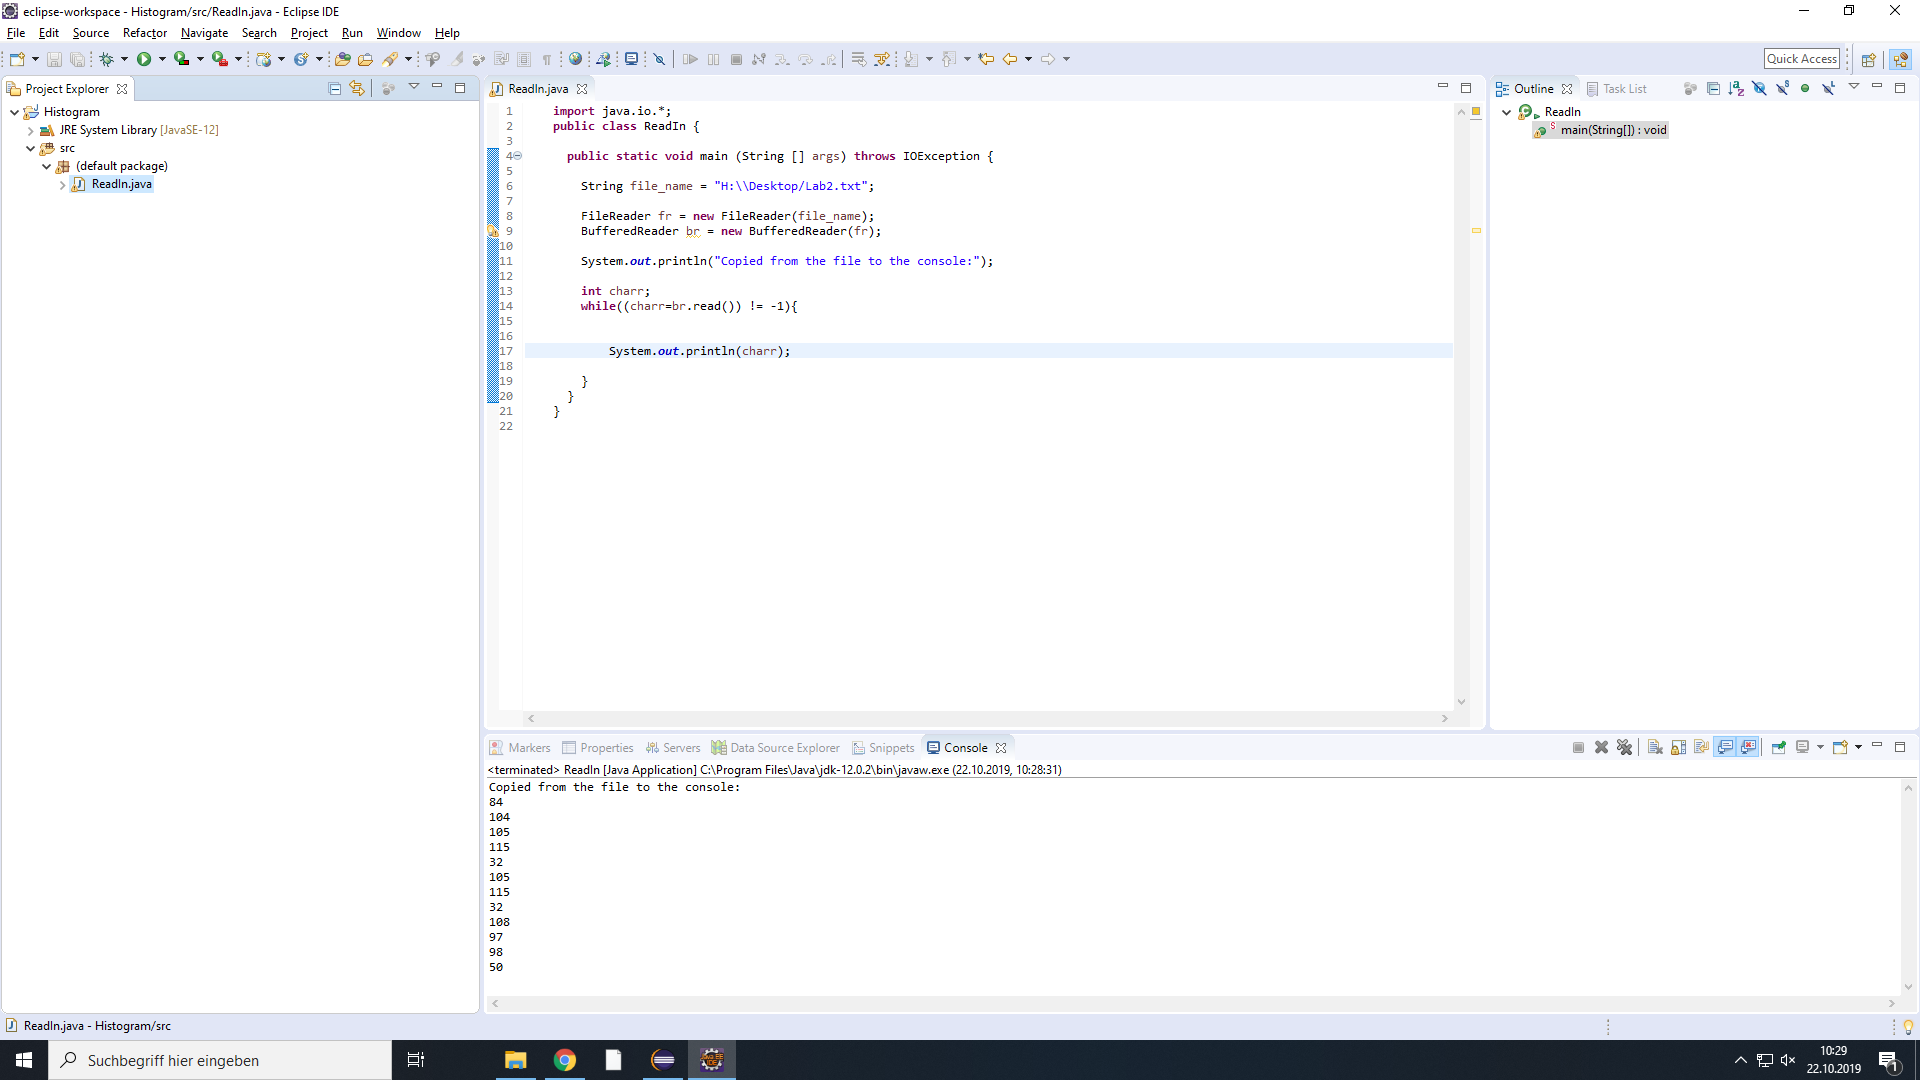 eclipse-workspace - Histogram/src/ReadIn.java - Eclipse IDE
File Edit Source Refactor Navigate Search Project Run Window Help
Quick Access
Project Explorer
Histogram
JRE System Library [JavaSE-12]
src
(default package)
ReadIn.java
ReadIn.java
1 import java.io.*;
2 public class ReadIn {
3
4 public static void main (String [] args) throws IOException {
5
6 String file_name = "H:\\Desktop/Lab2.txt";
7
8 FileReader fr = new FileReader(file_name);
9 BufferedReader br = new BufferedReader(fr);
10
11 System.out.println("Copied from the file to the console:");
12
13 int charr;
14 while((charr=br.read()) != -1){
15
16
17 System.out.println(charr);
18
19 }
20 }
21 }
22
Outline Task List
ReadIn
main(String[]) : void
Markers Properties Servers Data Source Explorer Snippets Console
<terminated> ReadIn [Java Application] C:\Program Files\Java\jdk-12.0.2\bin\javaw.exe (22.10.2019, 10:28:31)
Copied from the file to the console:
84
104
105
115
32
105
115
32
108
97
98
50
ReadIn.java - Histogram/src
Suchbegriff hier eingeben
Java EE
IDE
10:29
22.10.2019
1